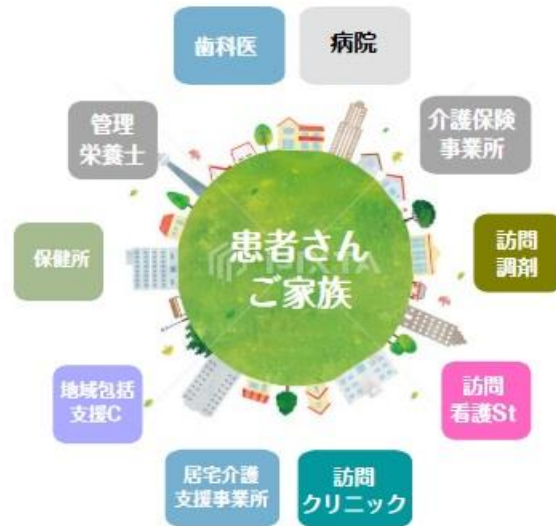 歯科医
病院
管理
栄養士
介護保険
事業所
保健所
患者さん
ご家族
訪問
調剤
地域包括
支援C
訪問
看護St
居宅介護
支援事業所
訪問
クリニック
PIXTA